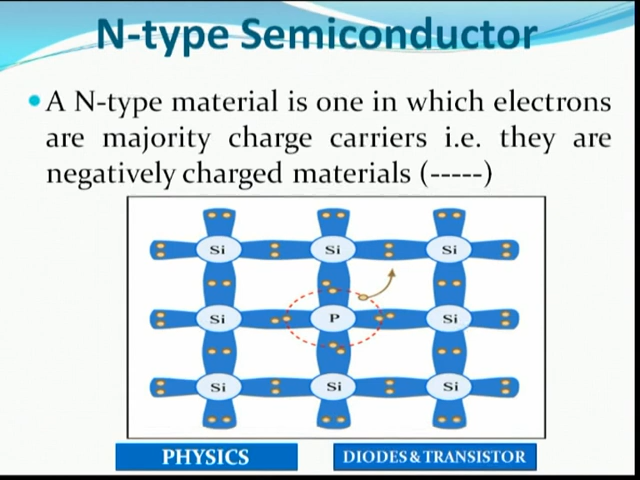 N-type Semiconductor
• A N-type material is one in which electrons
are majority charge carriers i.e. they are
negatively charged materials (-----)
Si Si Si
Si P Si
Si Si Si
PHYSICS DIODES & TRANSISTOR